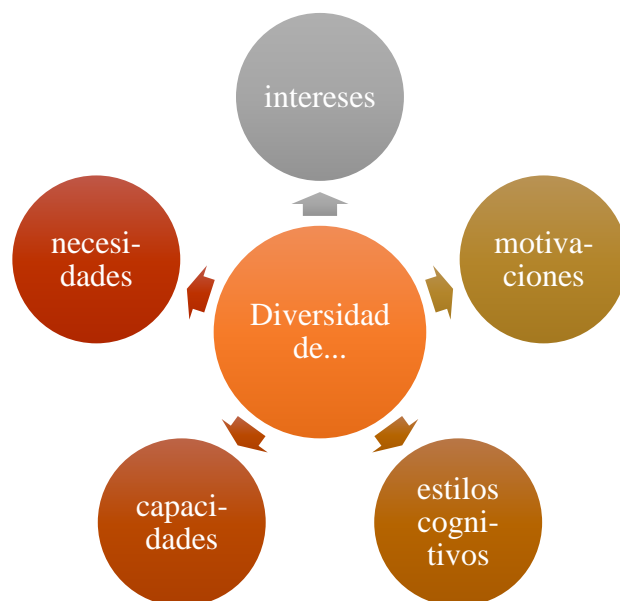 intereses
necesi-
dades
motiva-
ciones
Diversidad
de...
capaci-
dades
estilos
cogni-
tivos